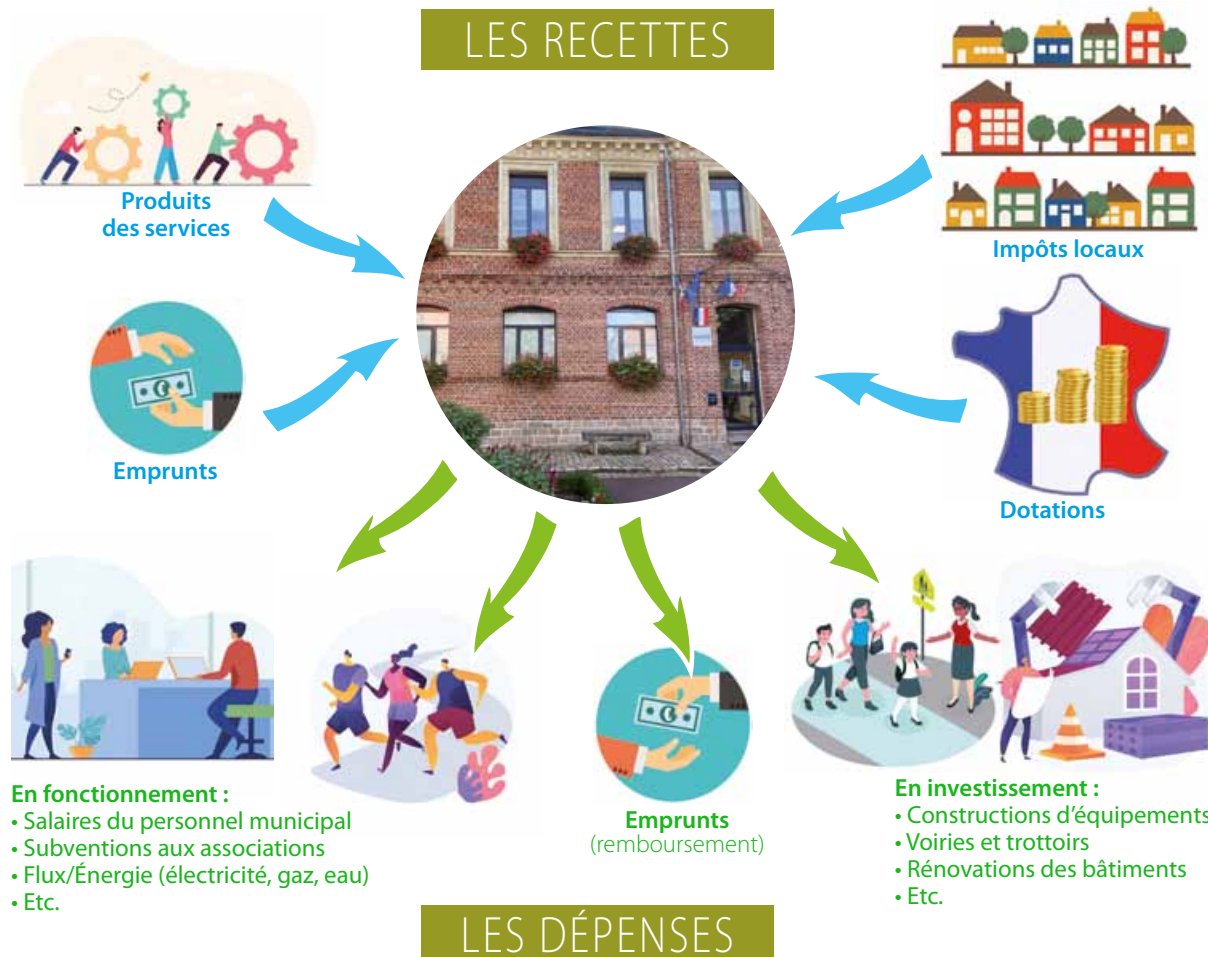 LES RECETTES
Produits
des services
Impôts locaux
Emprunts
Dotations
En fonctionnement :
• Salaires du personnel municipal
• Subventions aux associations
• Flux/Énergie (électricité, gaz, eau)
• Etc.
Emprunts
(remboursement)
En investissement :
• Constructions d'équipements
• Voiries et trottoirs
• Rénovations des bâtiments
• Etc.
LES DÉPENSES